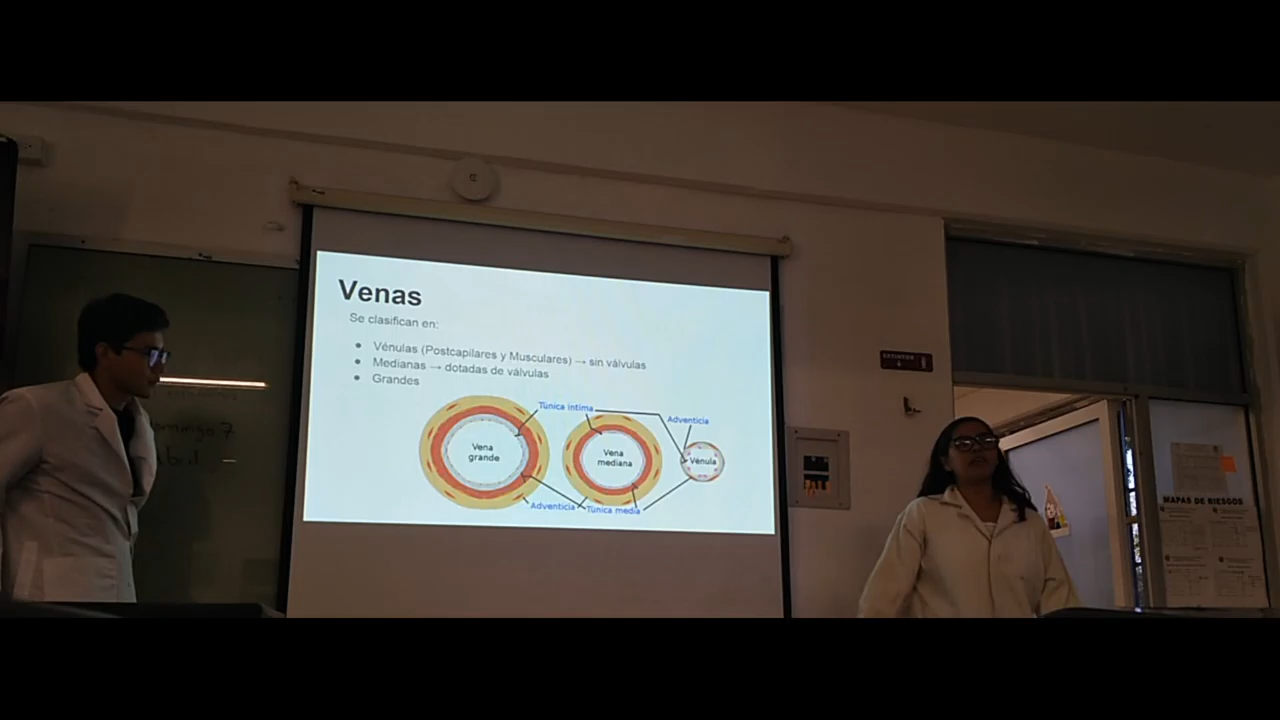 Venas
Se clasifican en:
● Vénulas (Postcapilares y Musculares) → sin válvulas
● Medianas → dotadas de válvulas
● Grandes
Túnica íntima
Adventicia
Vena
grande
Vena
mediana
Vénula
Adventicia
Túnica media
EXTINTOR
MAPAS DE RIESGOS